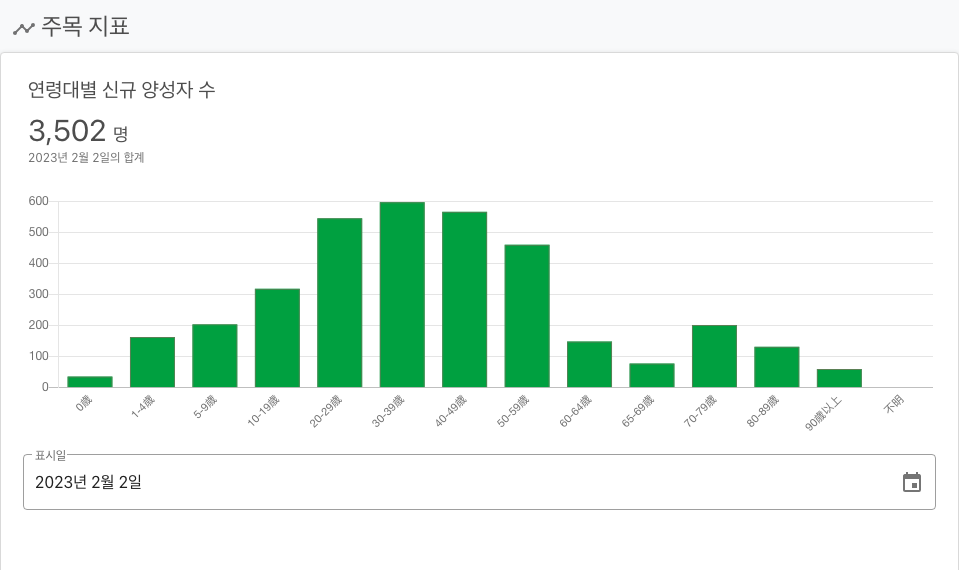 주목 지표
연령대별 신규 양성자 수
3,502 명
2023년 2월 2일의 합계
600
500
400
300
200
100
0
0歳
1-4歳
5-9歳
10-19歳
20-29歳
30-39歳
40-49歳
50-59歳
60-64歳
65-69歳
70-79歳
80-89歳
90歳以上
不明
표시일
2023년 2월 2일